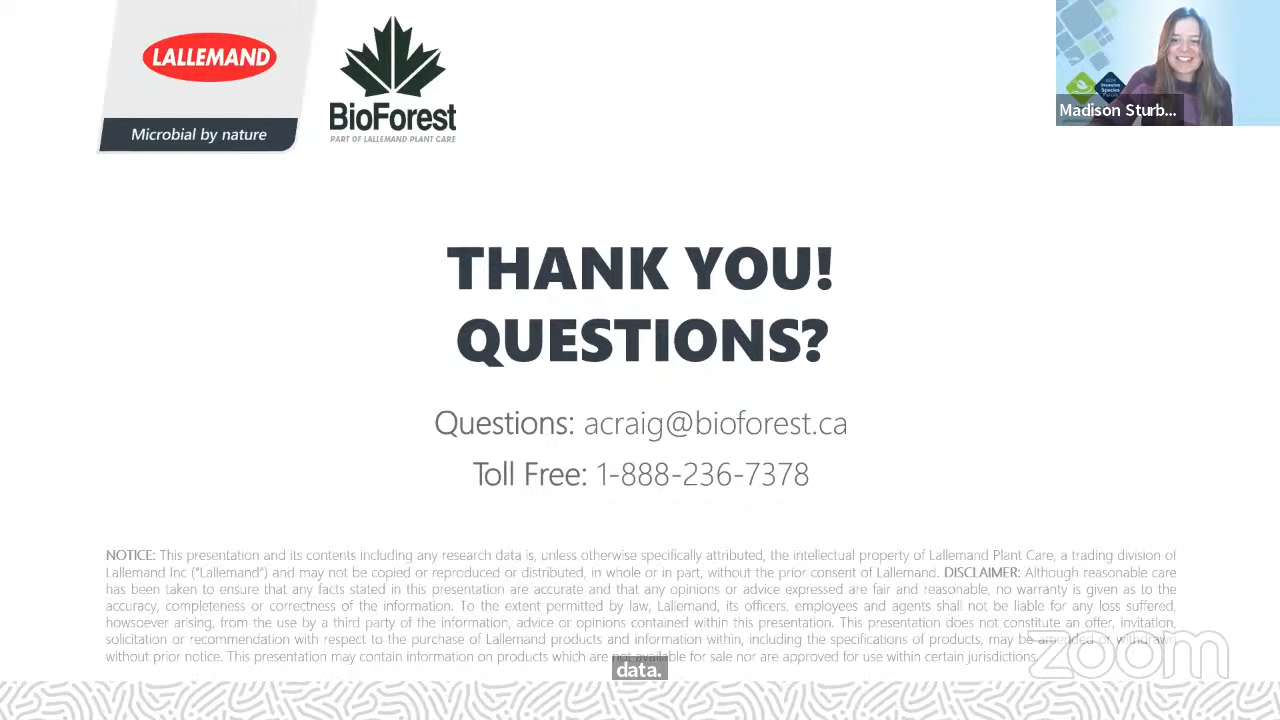 LALLEMAND
Microbial by nature
BioForest
PART OF LALLEMAND PLANT CARE
Madison Sturb...
THANK YOU!
QUESTIONS?
Questions: acraig@bioforest.ca
Toll Free: 1-888-236-7378
NOTICE: This presentation and its contents including any research data is, unless otherwise specifically attributed, the intellectual property of Lallemand Plant Care, a trading division of
Lallemand Inc ("Lallemand") and may not be copied or reproduced or distributed, in whole or in part, without the prior consent of Lallemand. DISCLAIMER: Although reasonable care
has been taken to ensure that any facts stated in this presentation are accurate and that any opinions or advice expressed are fair and reasonable, no warranty is given as to the
accuracy, completeness or correctness of the information. To the extent permitted by law, Lallemand, its officers, employees and agents shall not be liable for any loss suffered,
howsoever arising, from the use by a third party of the information, advice or opinions contained within this presentation. This presentation does not constitute an offer, invitation,
solicitation or recommendation with respect to the purchase of Lallemand products and information within, including the specifications of products, may be amended or withdrawn
without prior notice. This presentation may contain information on products which are not available for sale nor are approved for use within certain jurisdictions.
zoom
data.